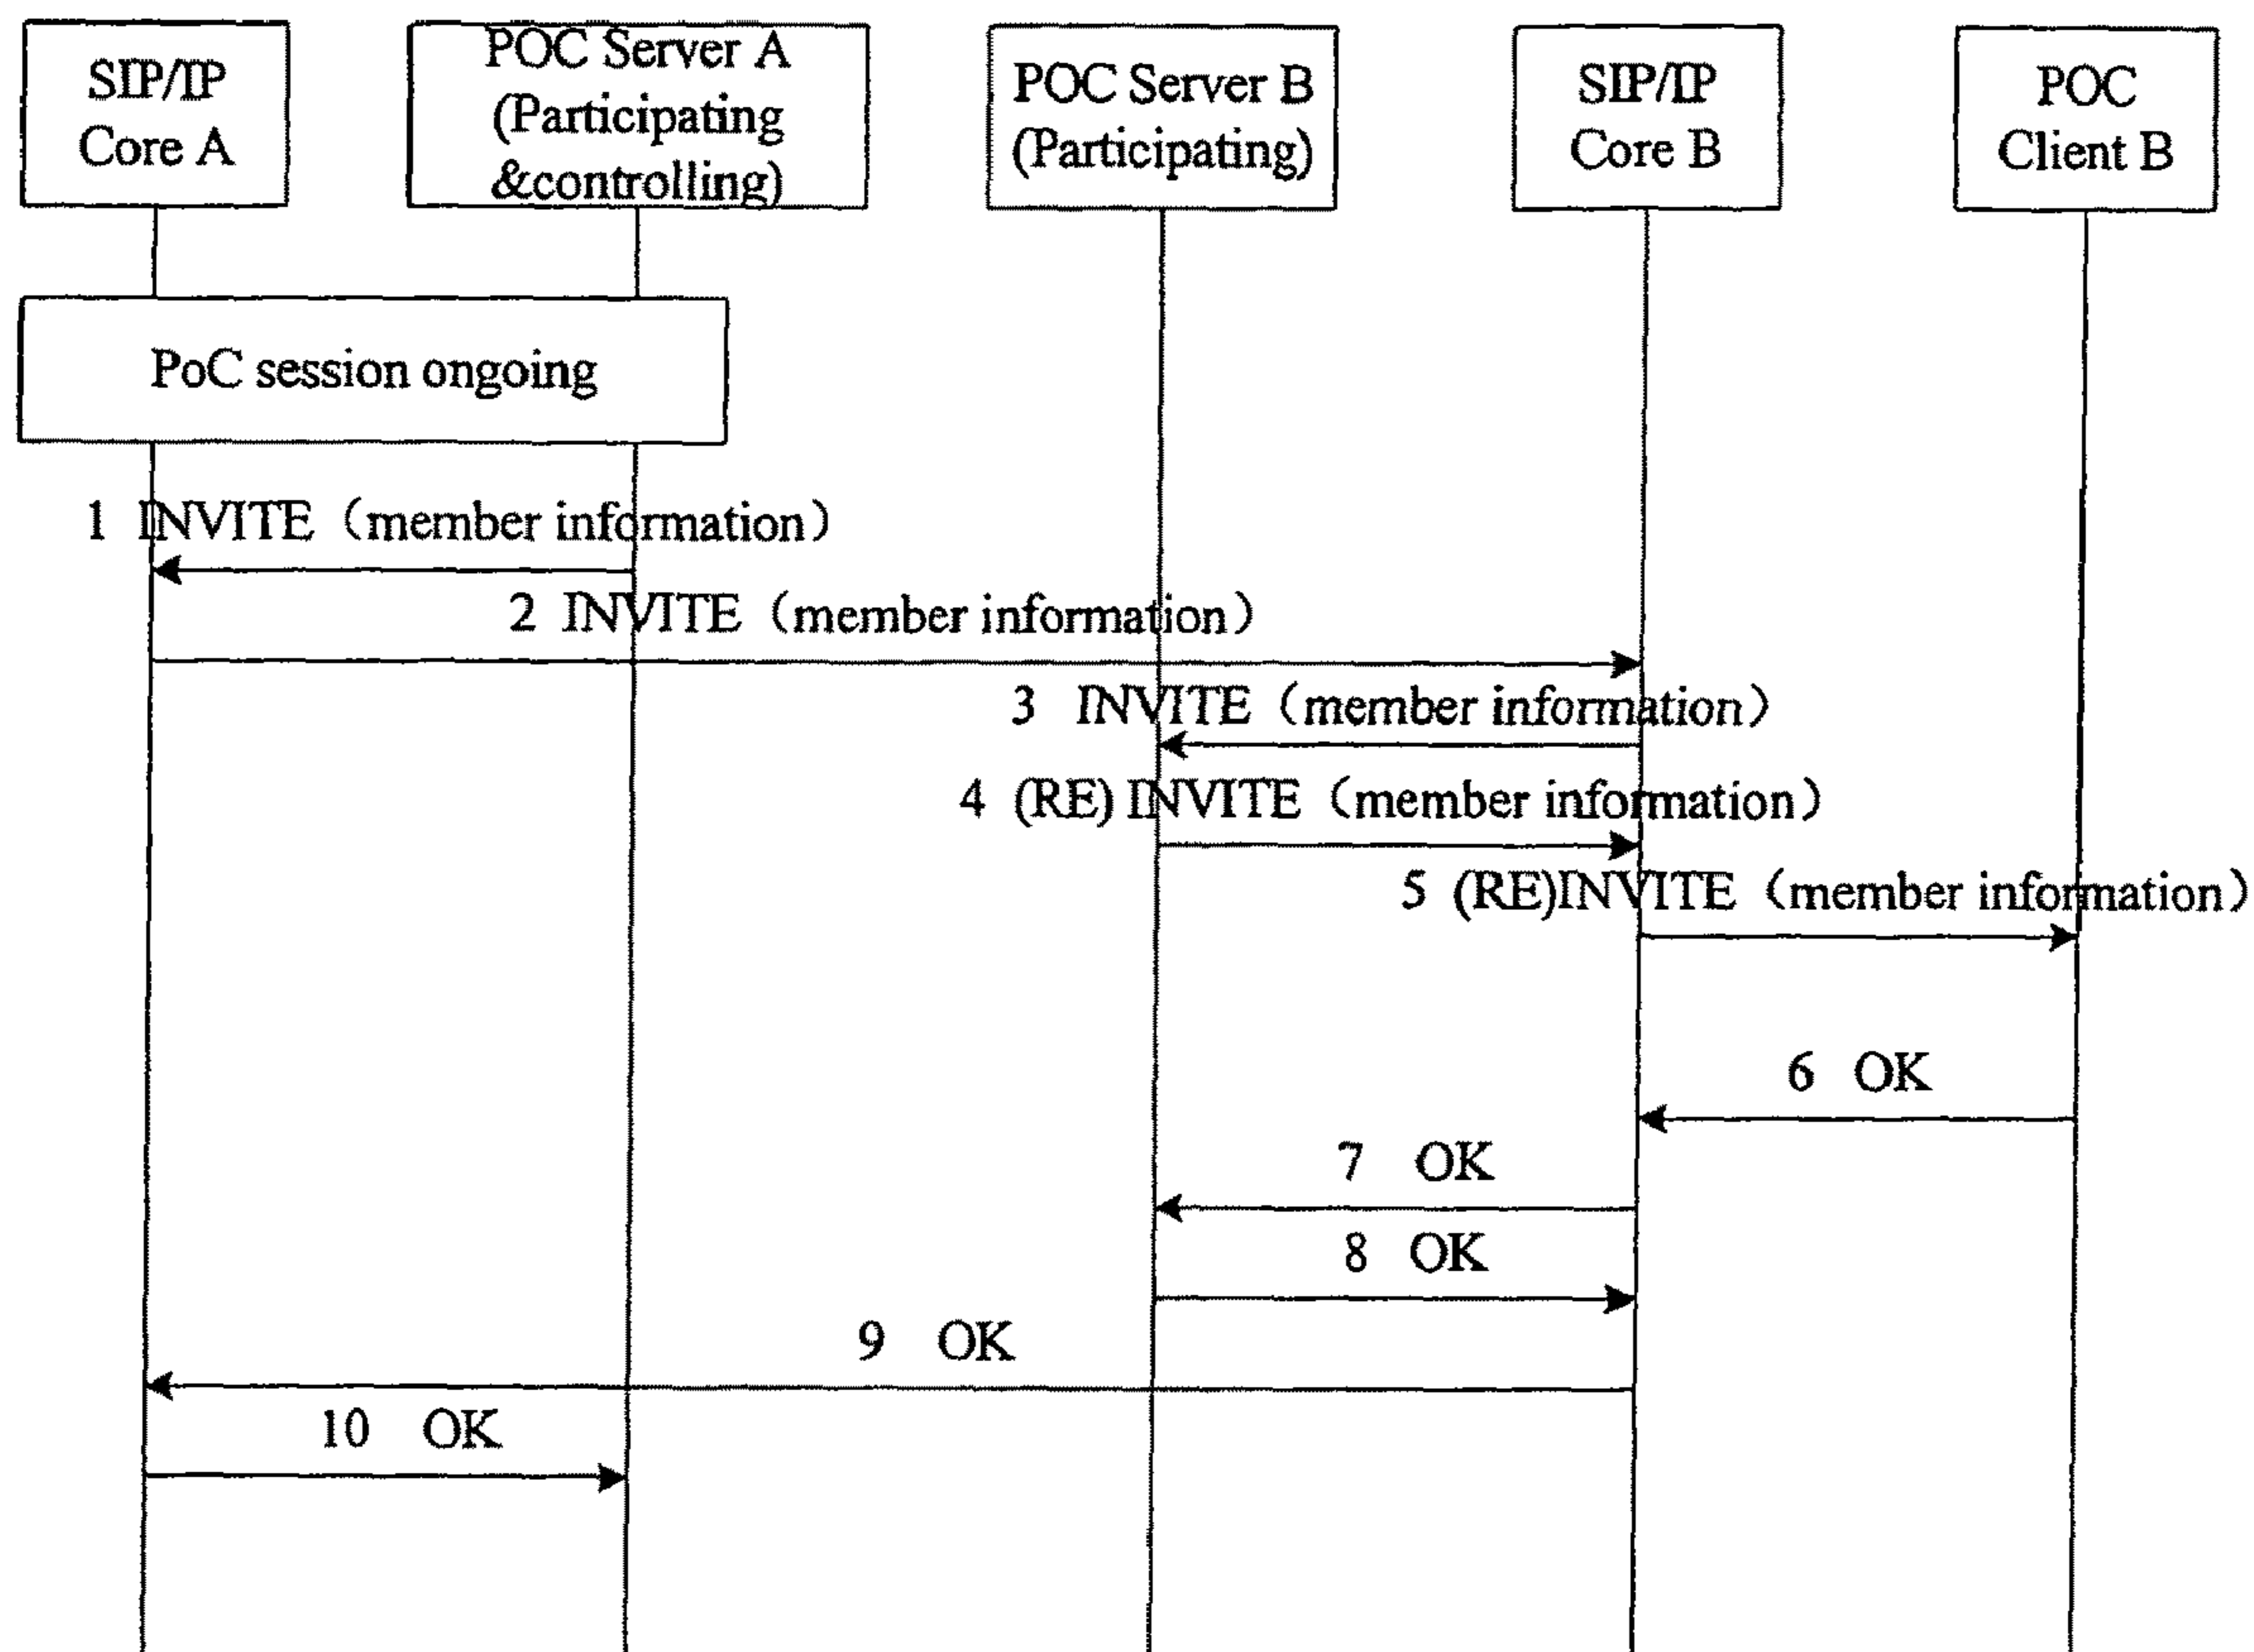 SIP/IP
Core A
POC Server A
(Participating
&controlling)
POC Server B
(Participating)
SIP/IP
Core B
POC
Client B
PoC session ongoing
1 INVITE（member information）
2 INVITE（member information）
3 INVITE（member information）
4 (RE) INVITE（member information）
5 (RE)INVITE（member information）
6 OK
7 OK
8 OK
9 OK
10 OK